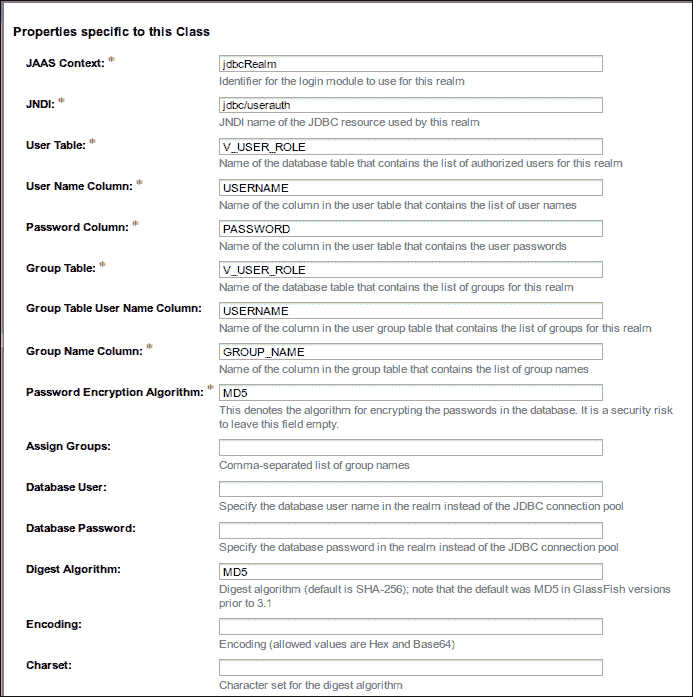 Properties specific to this Class
JAAS Context: * jdbcRealm
Identifier for the login module to use for this realm
JNDI: * jdbc/userauth
JNDI name of the JDBC resource used by this realm
User Table: * V_USER_ROLE
Name of the database table that contains the list of authorized users for this realm
User Name Column: * USERNAME
Name of the column in the user table that contains the list of user names
Password Column: * PASSWORD
Name of the column in the user table that contains the user passwords
Group Table: * V_USER_ROLE
Name of the database table that contains the list of groups for this realm
Group Table User Name Column: USERNAME
Name of the column in the user group table that contains the list of groups for this realm
Group Name Column: * GROUP_NAME
Name of the column in the group table that contains the list of group names
Password Encryption Algorithm: * MD5
This denotes the algorithm for encrypting the passwords in the database. It is a security risk
to leave this field empty.
Assign Groups:
Comma-separated list of group names
Database User:
Specify the database user name in the realm instead of the JDBC connection pool
Database Password:
Specify the database password in the realm instead of the JDBC connection pool
Digest Algorithm: MD5
Digest algorithm (default is SHA-256); note that the default was MD5 in GlassFish versions
prior to 3.1
Encoding:
Encoding (allowed values are Hex and Base64)
Charset:
Character set for the digest algorithm